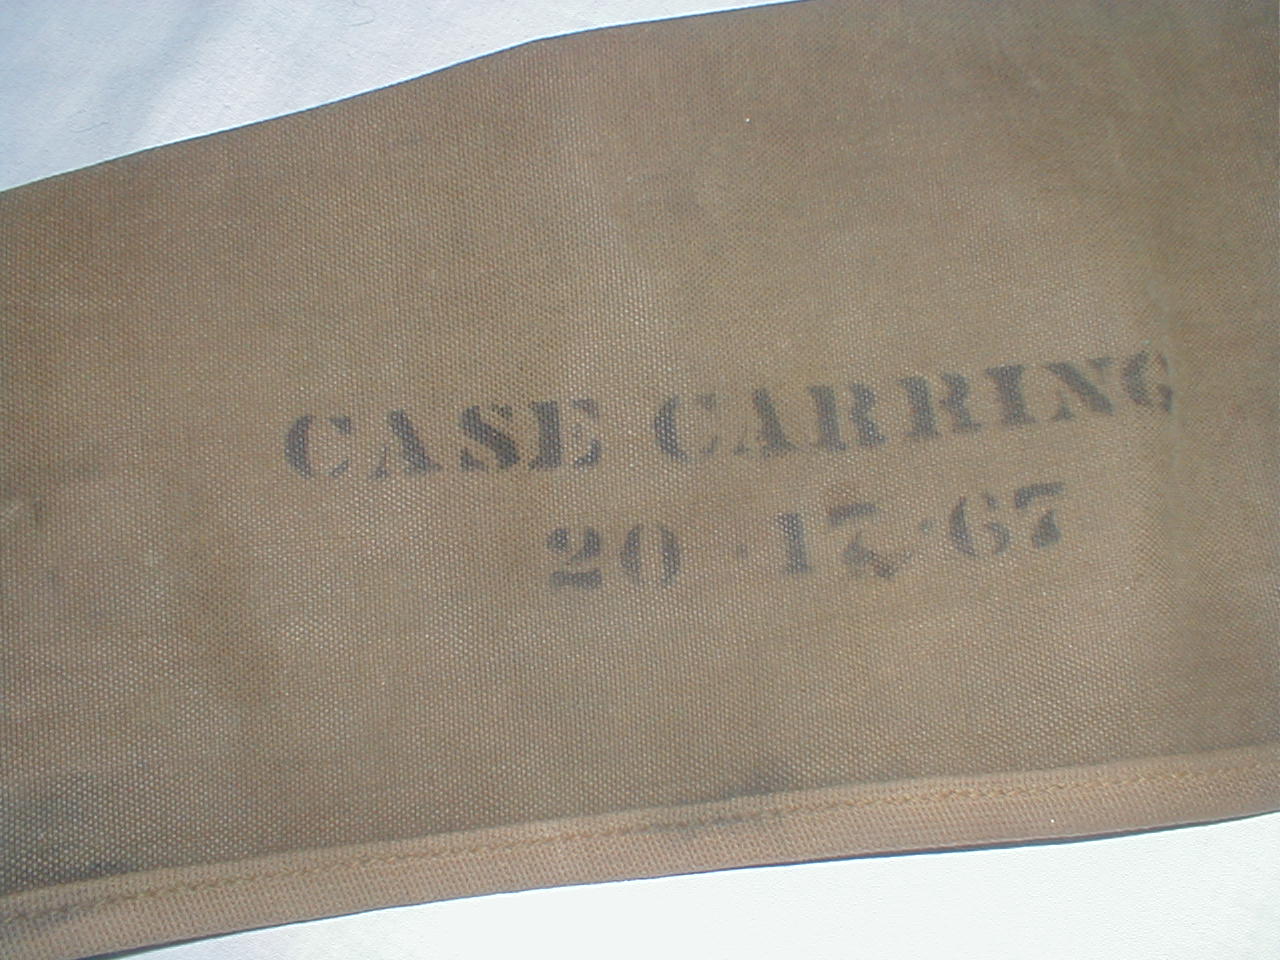 CASE CARRING
20 · 17 · 67